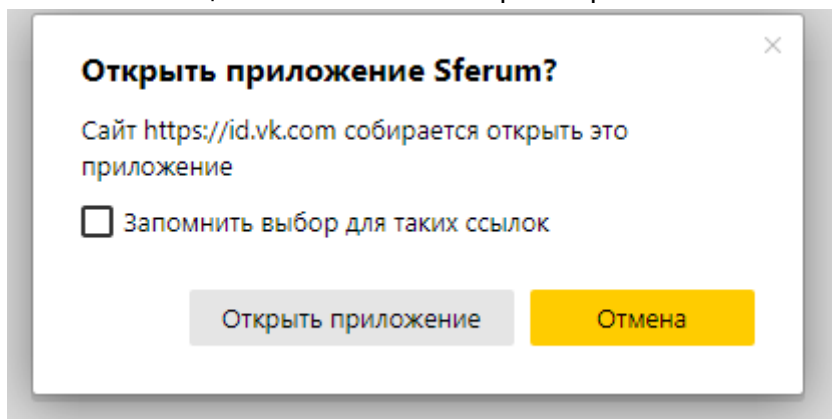 Открыть приложение Sferum?
Сайт https://id.vk.com собирается открыть это
приложение
Запомнить выбор для таких ссылок
Открыть приложение
Отмена